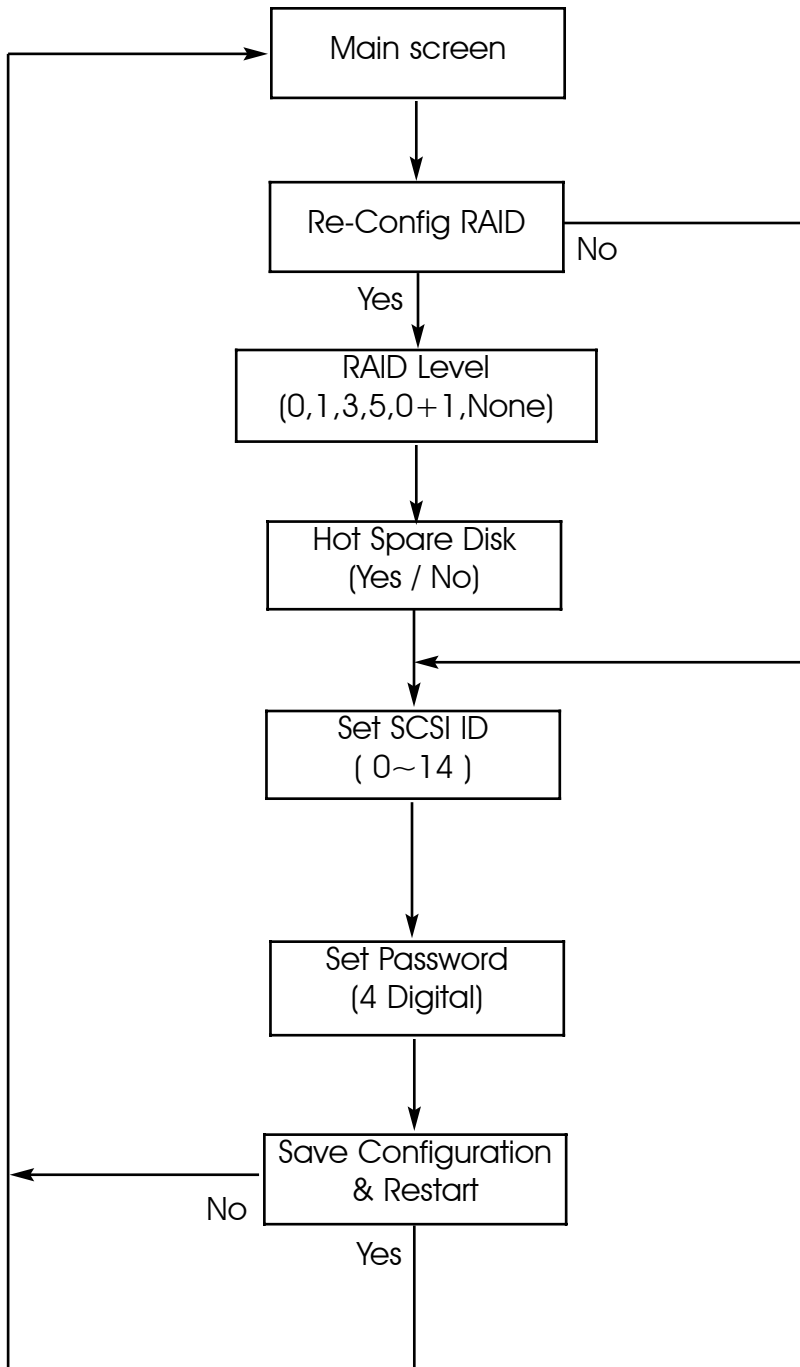 Main screen
Re-Config RAID
No
Yes
RAID Level
(0,1,3,5,0+1,None)
Hot Spare Disk
(Yes / No)
Set SCSI ID
( 0~14 )
Set Password
(4 Digital)
Save Configuration
& Restart
No
Yes